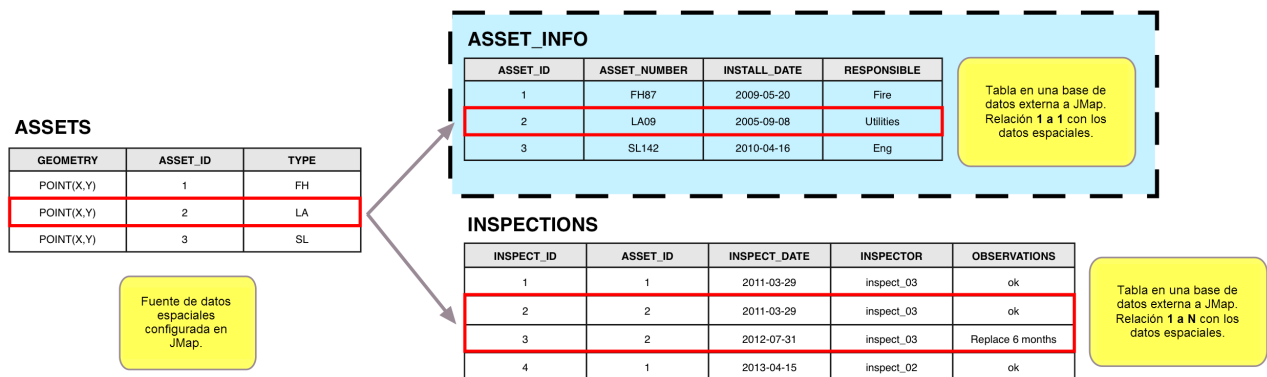 ASSETS
GEOMETRY ASSET_ID TYPE
POINT(X,Y) 1 FH
POINT(X,Y) 2 LA
POINT(X,Y) 3 SL
Fuente de datos
espaciales
configurada en
JMap.
ASSET_INFO
ASSET_ID ASSET_NUMBER INSTALL_DATE RESPONSIBLE
1 FH87 2009-05-20 Fire
2 LA09 2005-09-08 Utilities
3 SL142 2010-04-16 Eng
Tabla en una base de
datos externa a JMap.
Relación 1 a 1 con los
datos espaciales.
INSPECTIONS
INSPECT_ID ASSET_ID INSPECT_DATE INSPECTOR OBSERVATIONS
1 1 2011-03-29 inspect_03 ok
2 2 2011-03-29 inspect_03 ok
3 2 2012-07-31 inspect_03 Replace 6 months
4 1 2013-04-15 inspect_02 ok
Tabla en una base de
datos externa a JMap.
Relación 1 a N con los
datos espaciales.